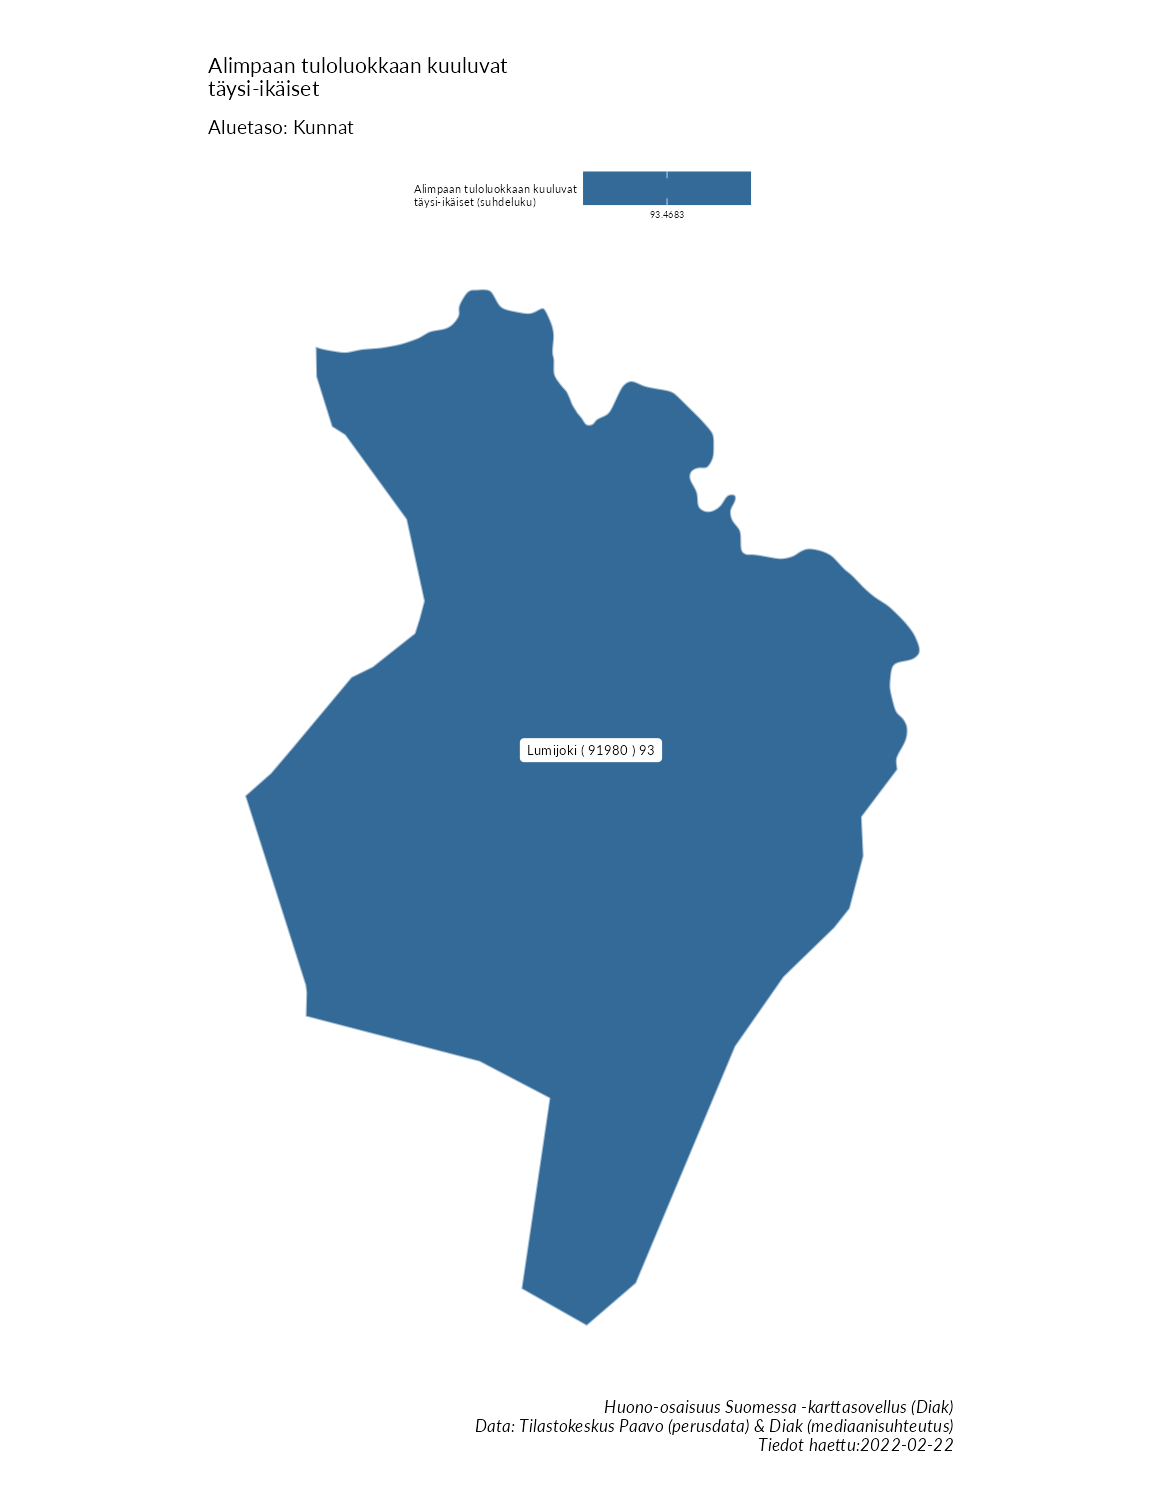 Alimpaan tuloluokkaan kuuluvat
täysi-ikäiset
Aluetaso: Kunnat
Alimpaan tuloluokkaan kuuluvat
täysi-ikäiset (suhdeluku)
93.4683
Lumijoki ( 91980 ) 93
Huono-osaisuus Suomessa -karttasovellus (Diak)
Data: Tilastokeskus Paavo (perusdata) & Diak (mediaanisuhteutus)
Tiedot haettu:2022-02-22